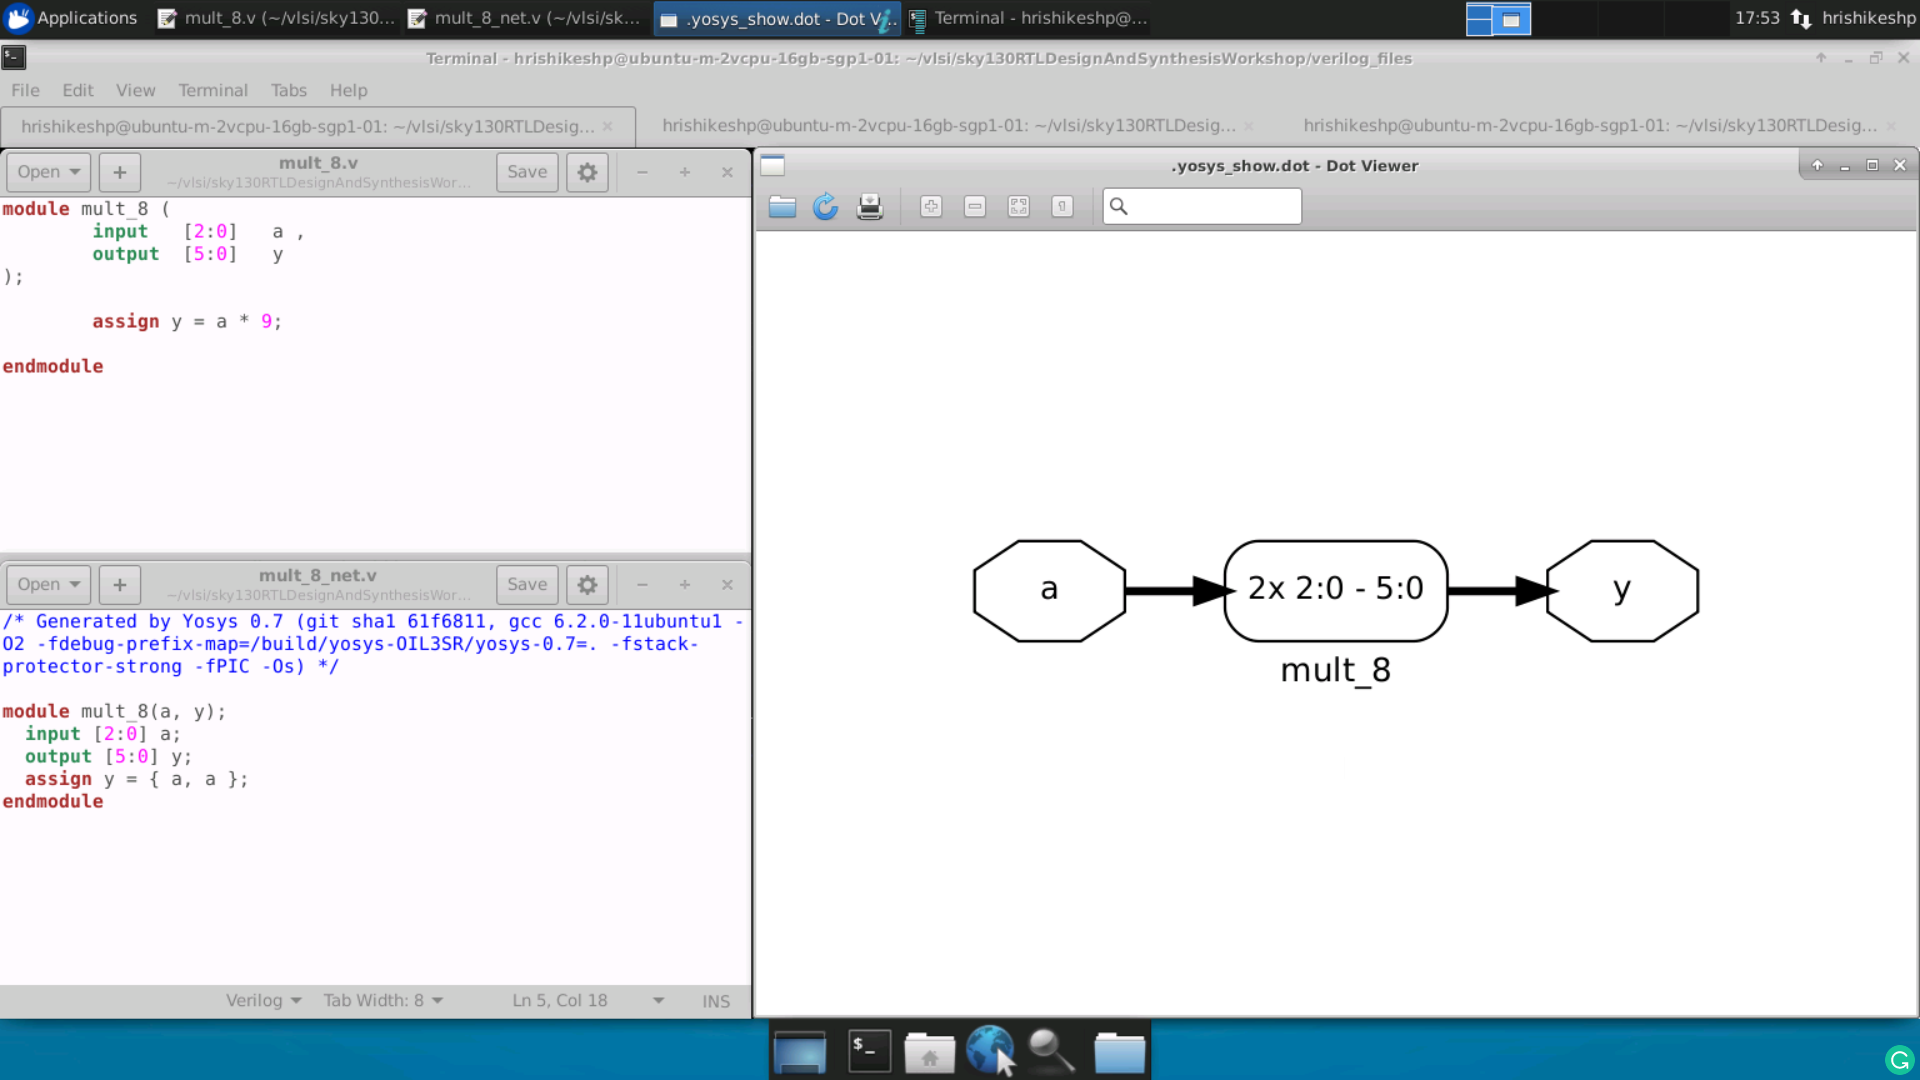 Applications
mult_8.v (~/vlsi/sky130...
mult_8_net.v (~/vlsi/sk...
.yosys_show.dot - Dot V...
Terminal - hrishikeshp@...
17:53
hrishikeshp
Terminal - hrishikeshp@ubuntu-m-2vcpu-16gb-sgp1-01: ~/vlsi/sky130RTLDesignAndSynthesisWorkshop/verilog_files
File Edit View Terminal Tabs Help
hrishikeshp@ubuntu-m-2vcpu-16gb-sgp1-01: ~/vlsi/sky130RTLDesig...
hrishikeshp@ubuntu-m-2vcpu-16gb-sgp1-01: ~/vlsi/sky130RTLDesig...
hrishikeshp@ubuntu-m-2vcpu-16gb-sgp1-01: ~/vlsi/sky130RTLDesig...
Open
mult_8.v
~/vlsi/sky130RTLDesignAndSynthesisWor...
Save
module mult_8 (
input [2:0] a ,
output [5:0] y
);
assign y = a * 9;
endmodule
Open
mult_8_net.v
~/vlsi/sky130RTLDesignAndSynthesisWor...
Save
/* Generated by Yosys 0.7 (git sha1 61f6811, gcc 6.2.0-11ubuntu1 -
O2 -fdebug-prefix-map=/build/yosys-OIL3SR/yosys-0.7=. -fstack-
protector-strong -fPIC -Os) */
module mult_8(a, y);
input [2:0] a;
output [5:0] y;
assign y = { a, a };
endmodule
Verilog Tab Width: 8 Ln 5, Col 18 INS
.yosys_show.dot - Dot Viewer
a
2x 2:0 - 5:0
y
mult_8
$_